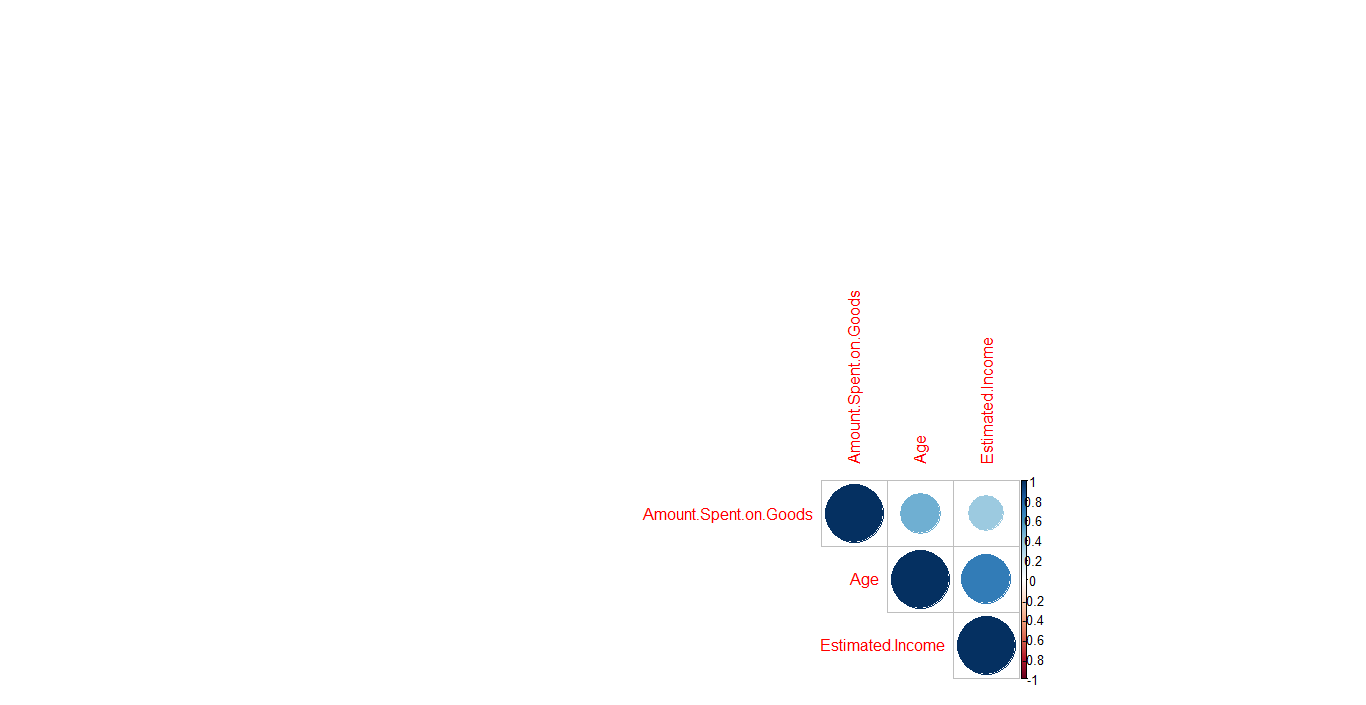 Amount.Spent.on.Goods
Age
Estimated.Income
Amount.Spent.on.Goods
Age
Estimated.Income
1
0.8
0.6
0.4
0.2
0
-0.2
-0.4
-0.6
-0.8
-1